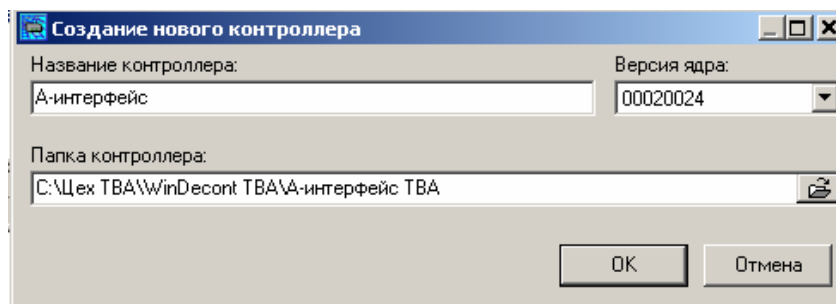 Создание нового контроллера
Название контроллера: Версия ядра:
А-интерфейс 00020024
Папка контроллера:
C:\Цех ТВА\WinDecont ТВА\А-интерфейс ТВА
OK Отмена